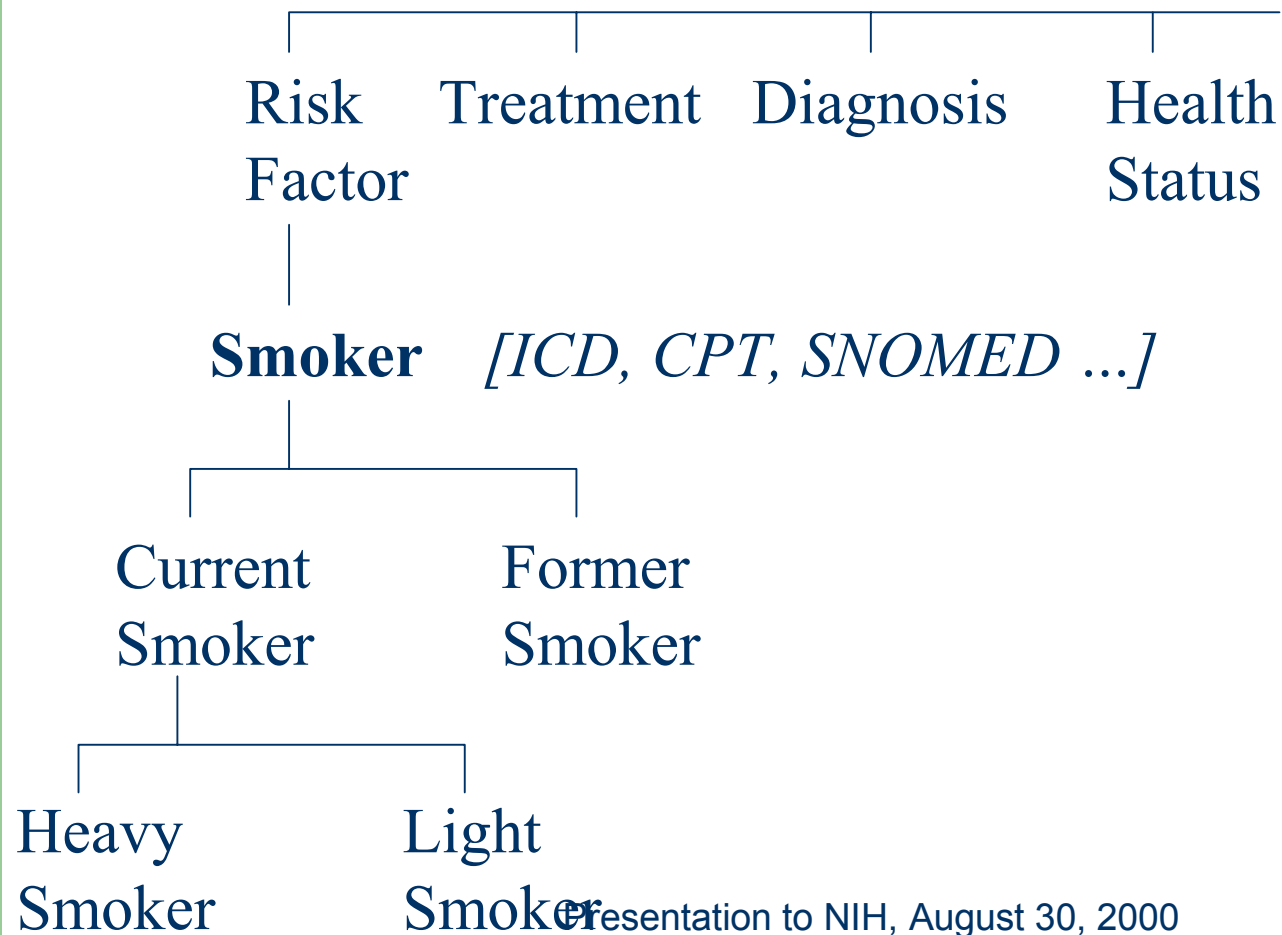 Risk Treatment Diagnosis Health
Factor Status
Smoker [ICD, CPT, SNOMED ...]
Current Former
Smoker Smoker
Heavy Light
Smoker Smoker
Presentation to NIH, August 30, 2000